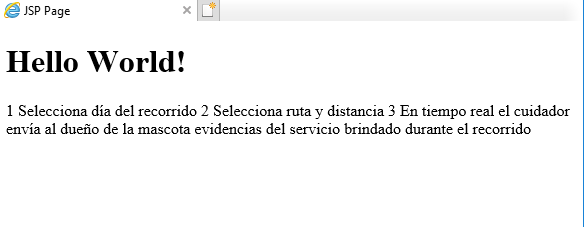 JSP Page
Hello World!
1 Selecciona día del recorrido 2 Selecciona ruta y distancia 3 En tiempo real el cuidador
envía al dueño de la mascota evidencias del servicio brindado durante el recorrido